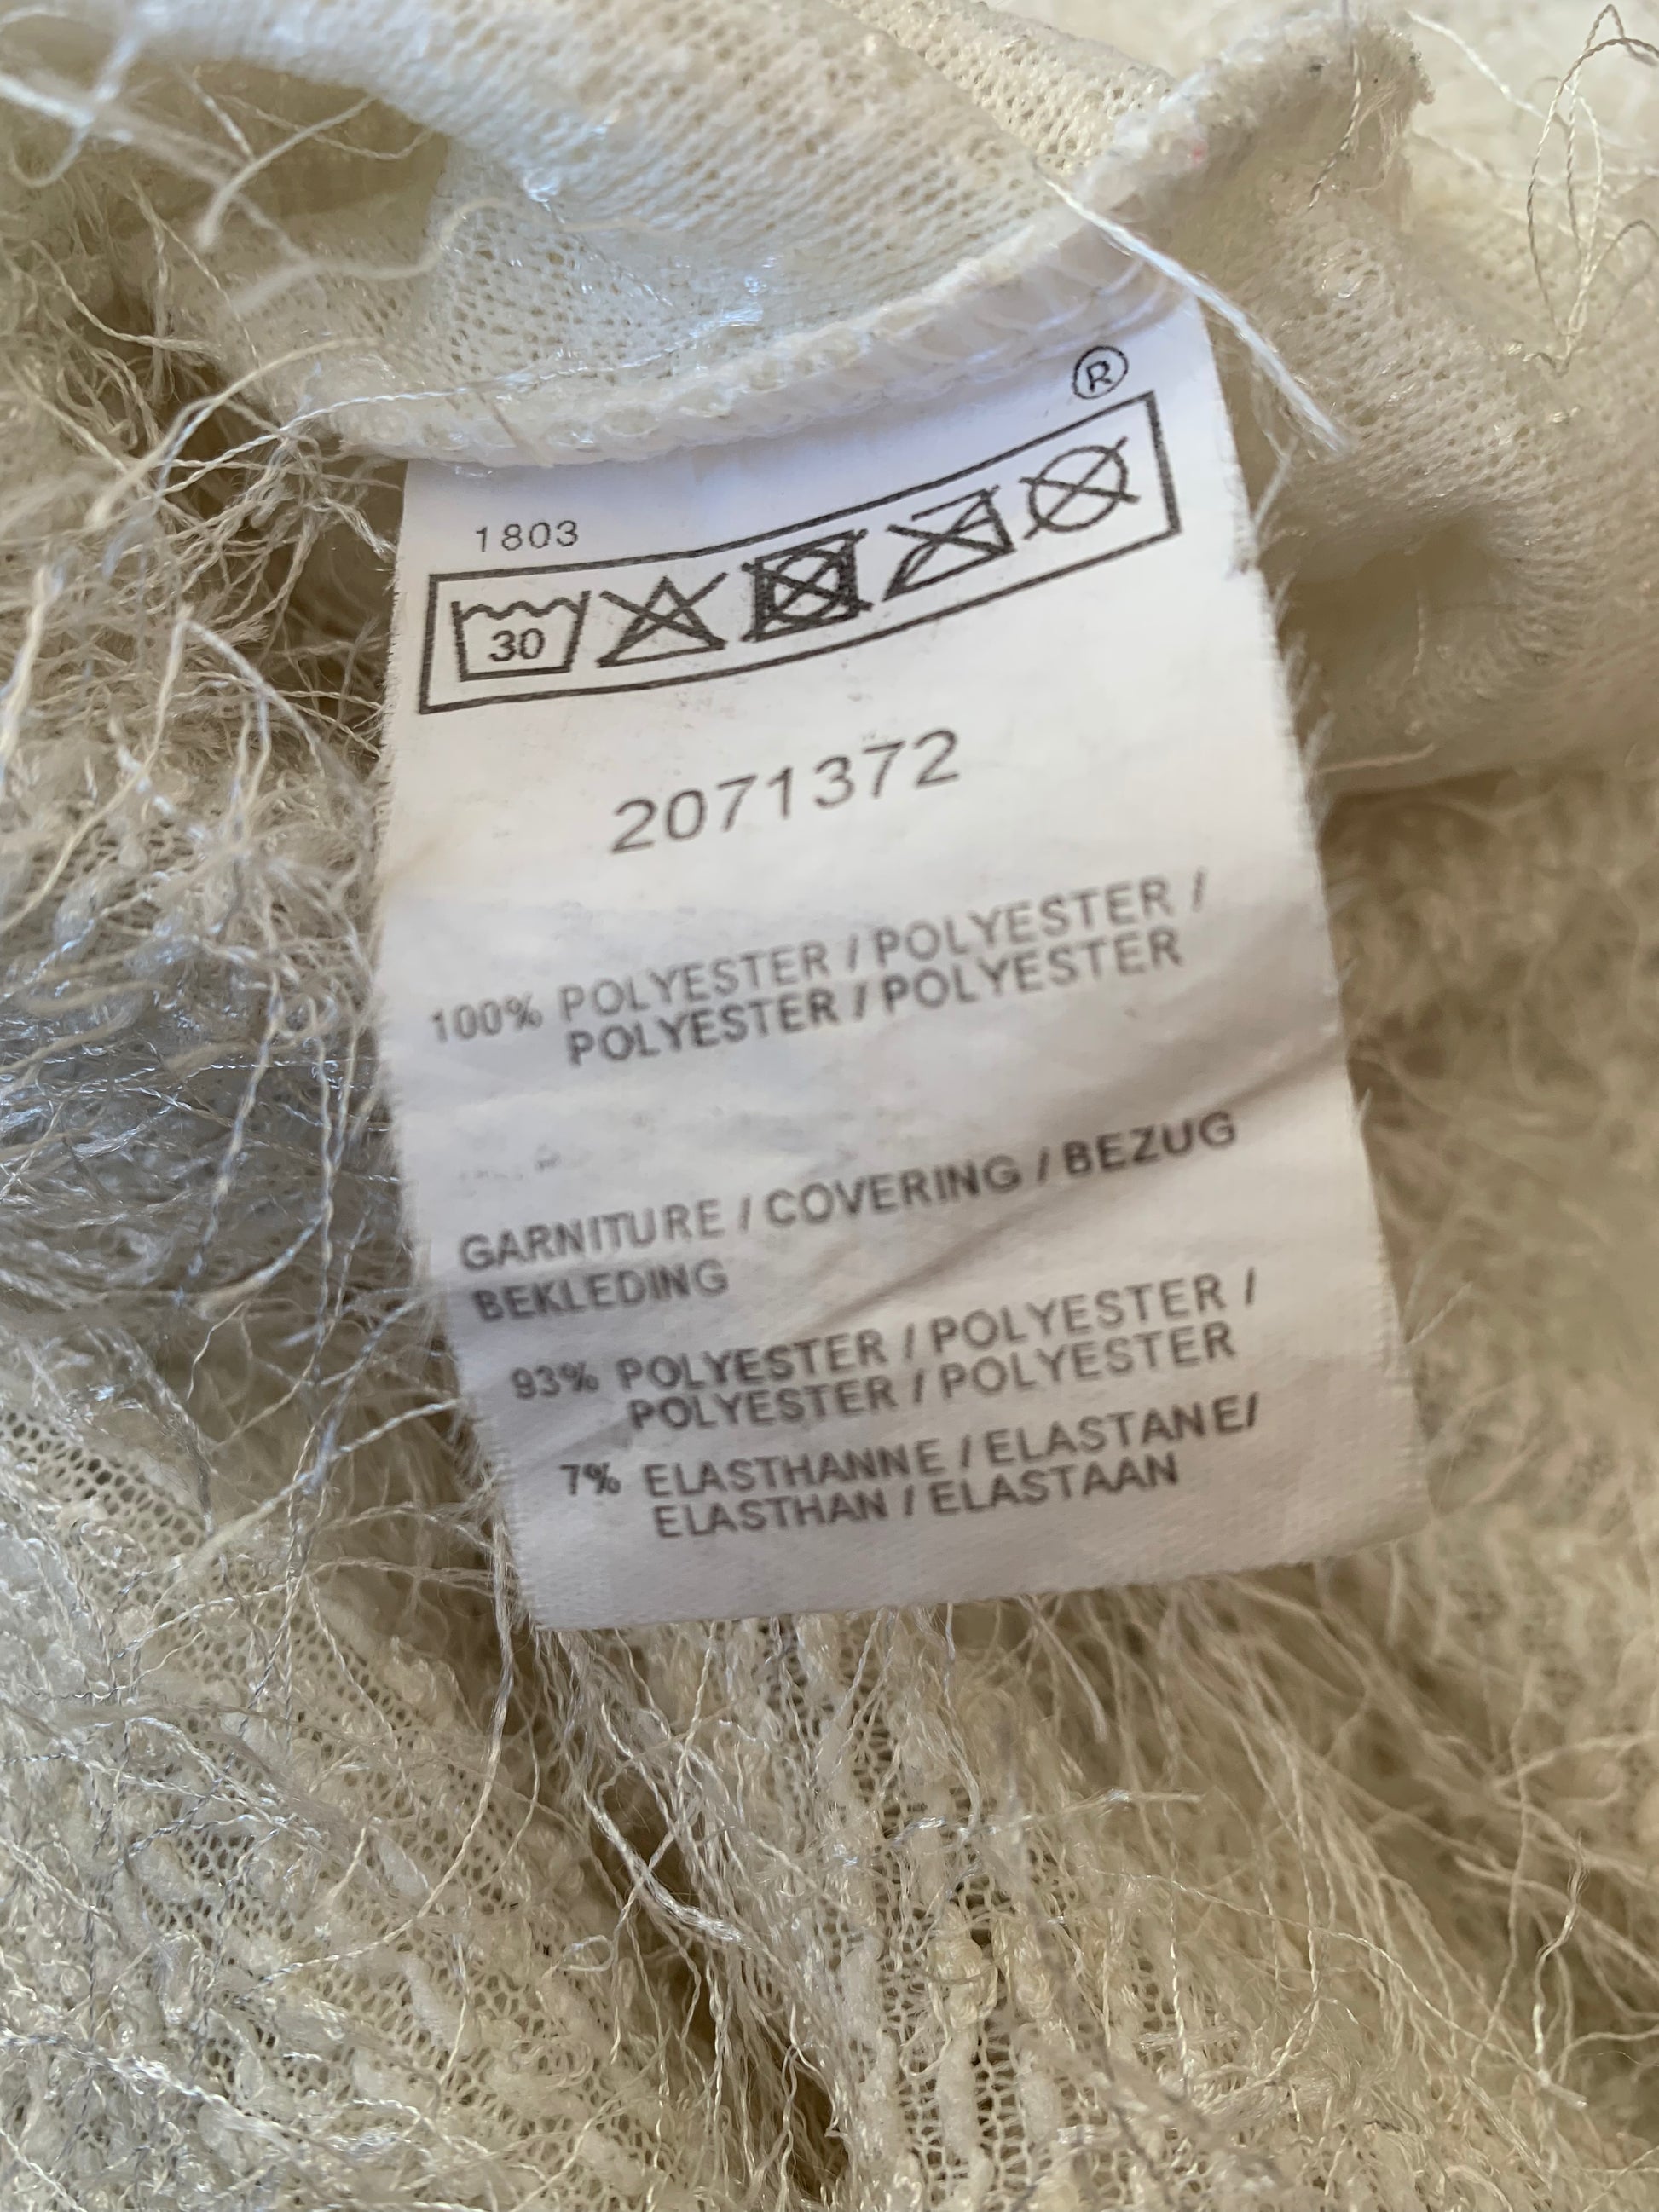 ®
1803
30
2071372
100% POLYESTER / POLYESTER /
POLYESTER / POLYESTER
GARNITURE / COVERING / BEZUG
BEKLEDING
93% POLYESTER / POLYESTER /
POLYESTER / POLYESTER
7% ELASTHANNE / ELASTANE/
ELASTHAN / ELASTAAN